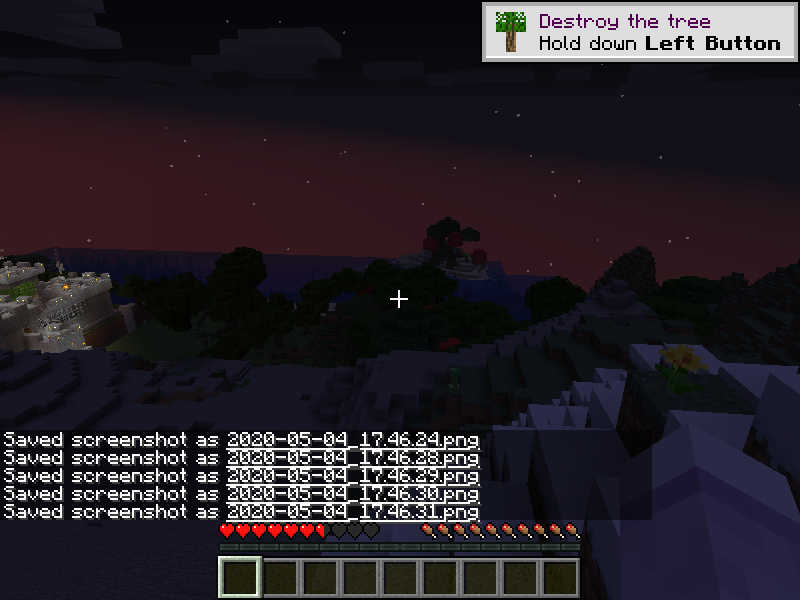 Destroy the tree
Hold down Left Button
Saved screenshot as 2020-05-04_17.46.24.png
Saved screenshot as 2020-05-04_17.46.28.png
Saved screenshot as 2020-05-04_17.46.29.png
Saved screenshot as 2020-05-04_17.46.30.png
Saved screenshot as 2020-05-04_17.46.31.png